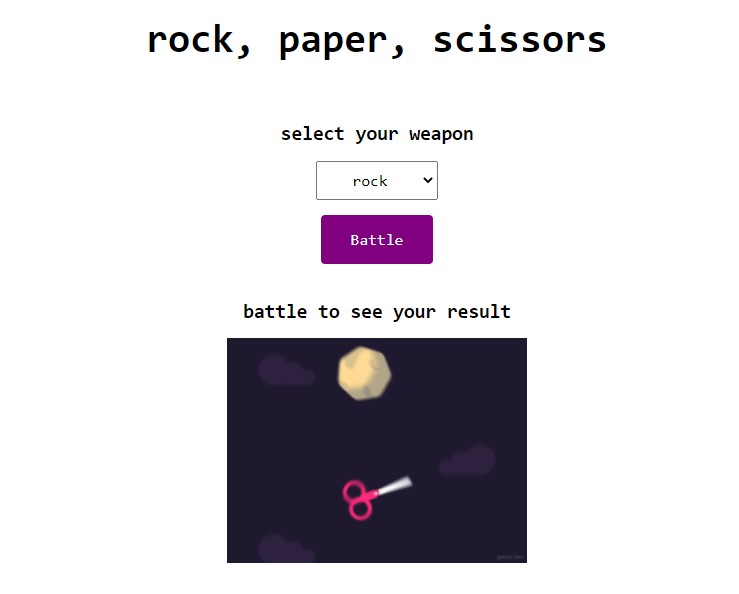 rock, paper, scissors
select your weapon
rock
Battle
battle to see your result